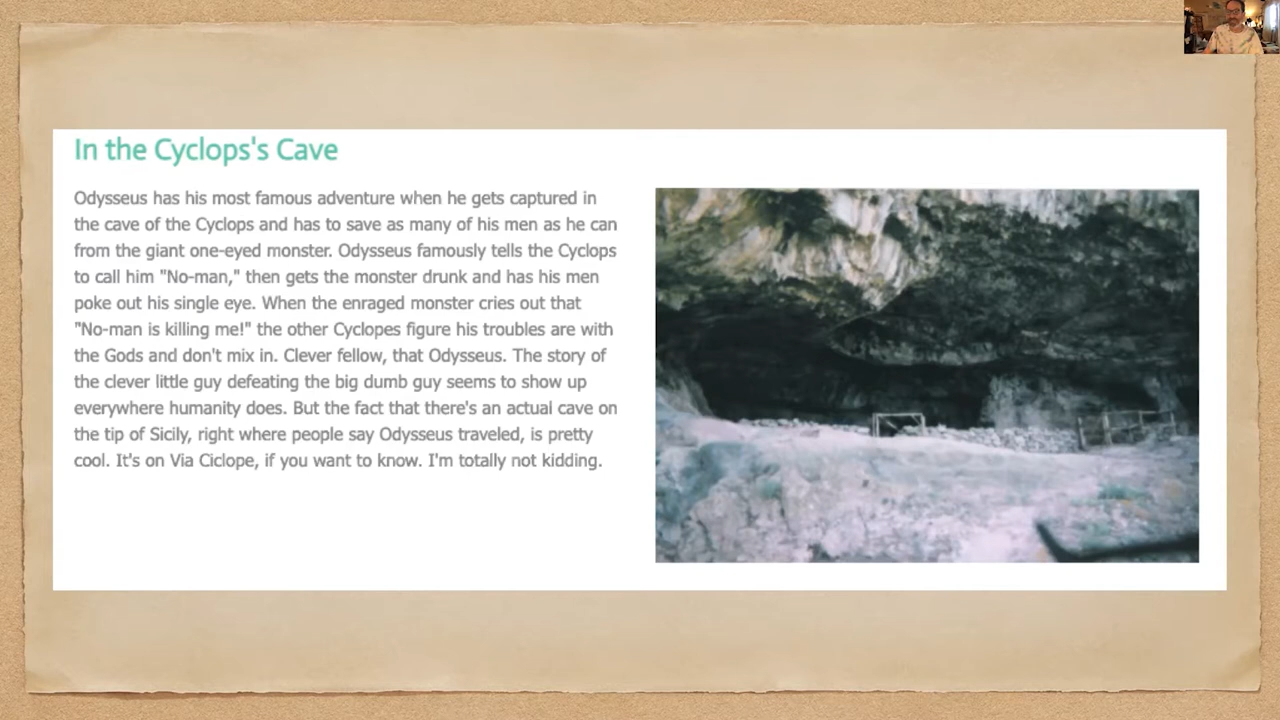 In the Cyclops's Cave
Odysseus has his most famous adventure when he gets captured in
the cave of the Cyclops and has to save as many of his men as he can
from the giant one-eyed monster. Odysseus famously tells the Cyclops
to call him "No-man," then gets the monster drunk and has his men
poke out his single eye. When the enraged monster cries out that
"No-man is killing me!" the other Cyclopes figure his troubles are with
the Gods and don't mix in. Clever fellow, that Odysseus. The story of
the clever little guy defeating the big dumb guy seems to show up
everywhere humanity does. But the fact that there's an actual cave on
the tip of Sicily, right where people say Odysseus traveled, is pretty
cool. It's on Via Ciclope, if you want to know. I'm totally not kidding.